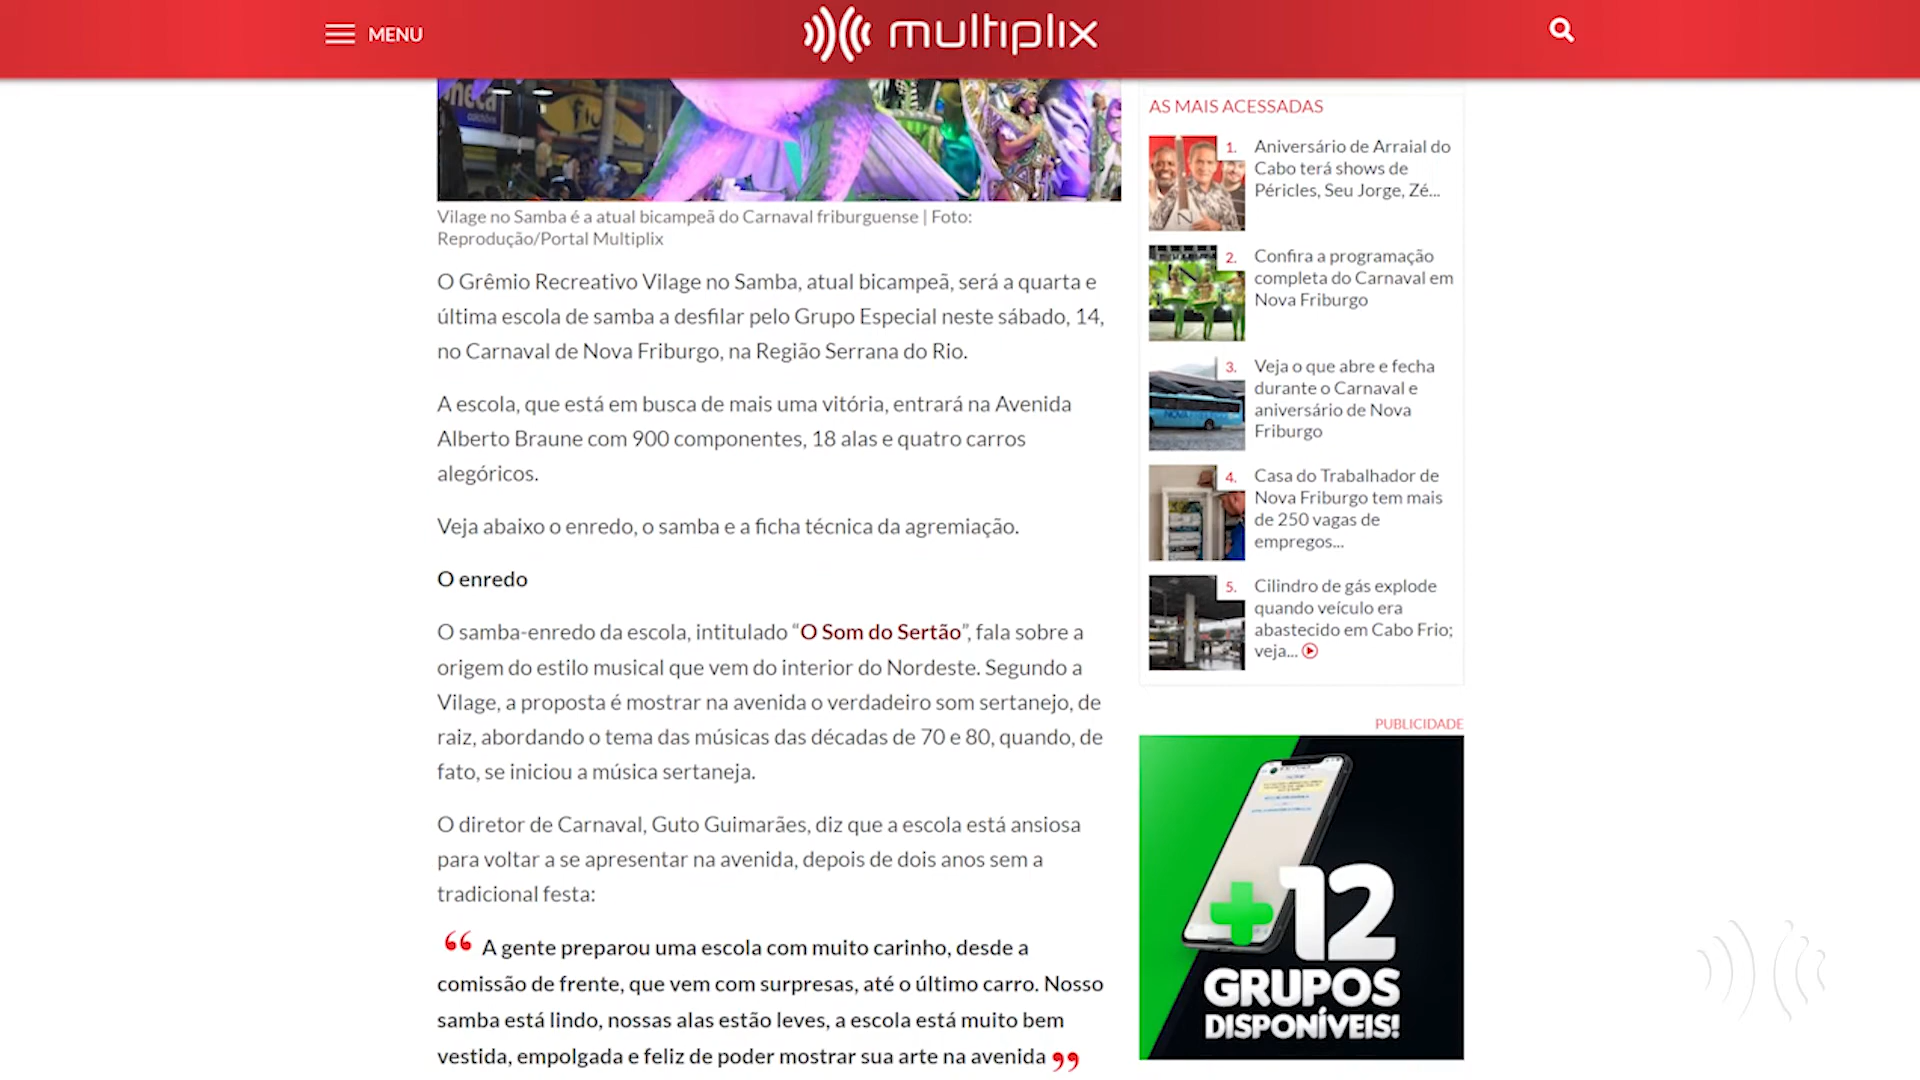 MENU
multiplix
Vilage no Samba é a atual bicampeã do Carnaval friburguense | Foto:
Reprodução/Portal Multiplix
O Grêmio Recreativo Vilage no Samba, atual bicampeã, será a quarta e
última escola de samba a desfilar pelo Grupo Especial neste sábado, 14,
no Carnaval de Nova Friburgo, na Região Serrana do Rio.
A escola, que está em busca de mais uma vitória, entrará na Avenida
Alberto Braune com 900 componentes, 18 alas e quatro carros
alegóricos.
Veja abaixo o enredo, o samba e a ficha técnica da agremiação.
O enredo
O samba-enredo da escola, intitulado “O Som do Sertão”, fala sobre a
origem do estilo musical que vem do interior do Nordeste. Segundo a
Vilage, a proposta é mostrar na avenida o verdadeiro som sertanejo, de
raiz, abordando o tema das músicas das décadas de 70 e 80, quando, de
fato, se iniciou a música sertaneja.
O diretor de Carnaval, Guto Guimarães, diz que a escola está ansiosa
para voltar a se apresentar na avenida, depois de dois anos sem a
tradicional festa:
“ A gente preparou uma escola com muito carinho, desde a
comissão de frente, que vem com surpresas, até o último carro. Nosso
samba está lindo, nossas alas estão leves, a escola está muito bem
vestida, empolgada e feliz de poder mostrar sua arte na avenida ”
AS MAIS ACESSADAS
1. Aniversário de Arraial do
Cabo terá shows de
Péricles, Seu Jorge, Zé...
2. Confira a programação
completa do Carnaval em
Nova Friburgo
3. Veja o que abre e fecha
durante o Carnaval e
aniversário de Nova
Friburgo
4. Casa do Trabalhador de
Nova Friburgo tem mais
de 250 vagas de
empregos...
5. Cilindro de gás explode
quando veículo era
abastecido em Cabo Frio;
veja...
PUBLICIDADE
+12
GRUPOS
DISPONÍVEIS!